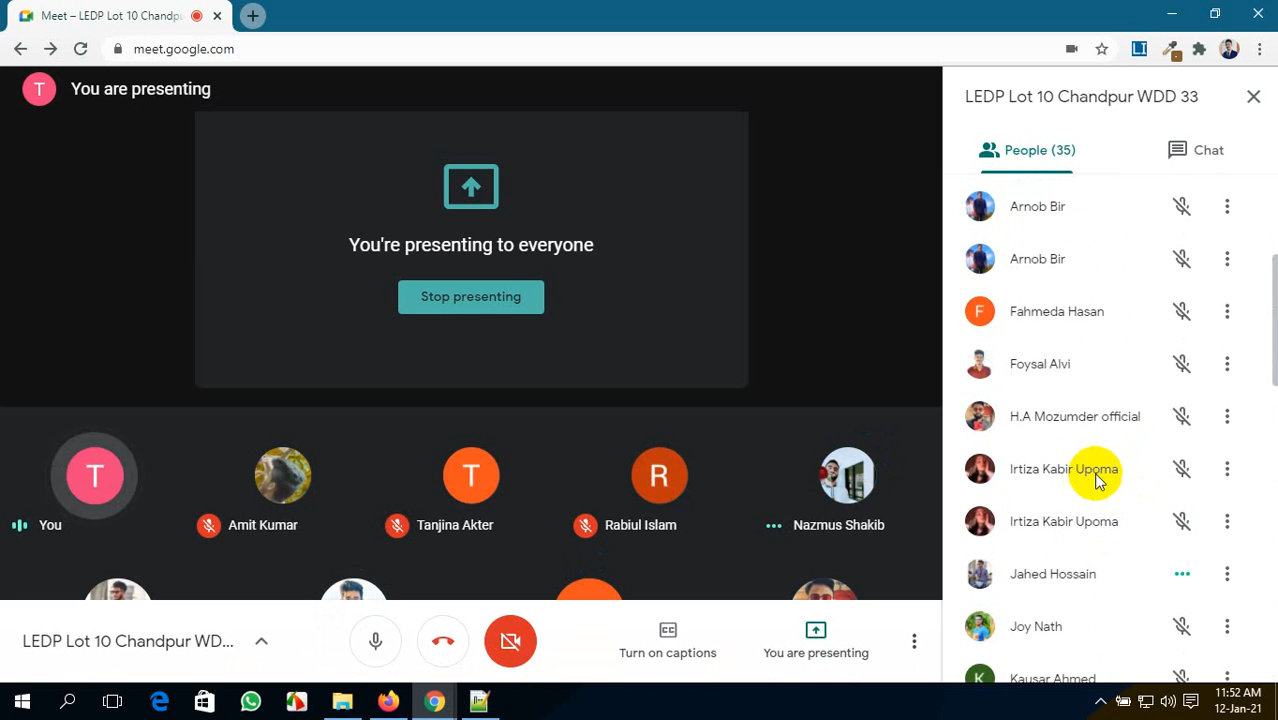 Meet – LEDP Lot 10 Chandpu
meet.google.com
LI
T
You are presenting
You're presenting to everyone
Stop presenting
T
T
R
You
Amit Kumar
Tanjina Akter
Rabiul Islam
Nazmus Shakib
LEDP Lot 10 Chandpur WDD 33
People (35)
Chat
Arnob Bir
Arnob Bir
F
Fahmeda Hasan
Foysal Alvi
H.A Mozumder official
Irtiza Kabir Upoma
Irtiza Kabir Upoma
Jahed Hossain
Joy Nath
K
Kausar Ahmed
LEDP Lot 10 Chandpur WD...
CC
Turn on captions
You are presenting
11:52 AM
12-Jan-21